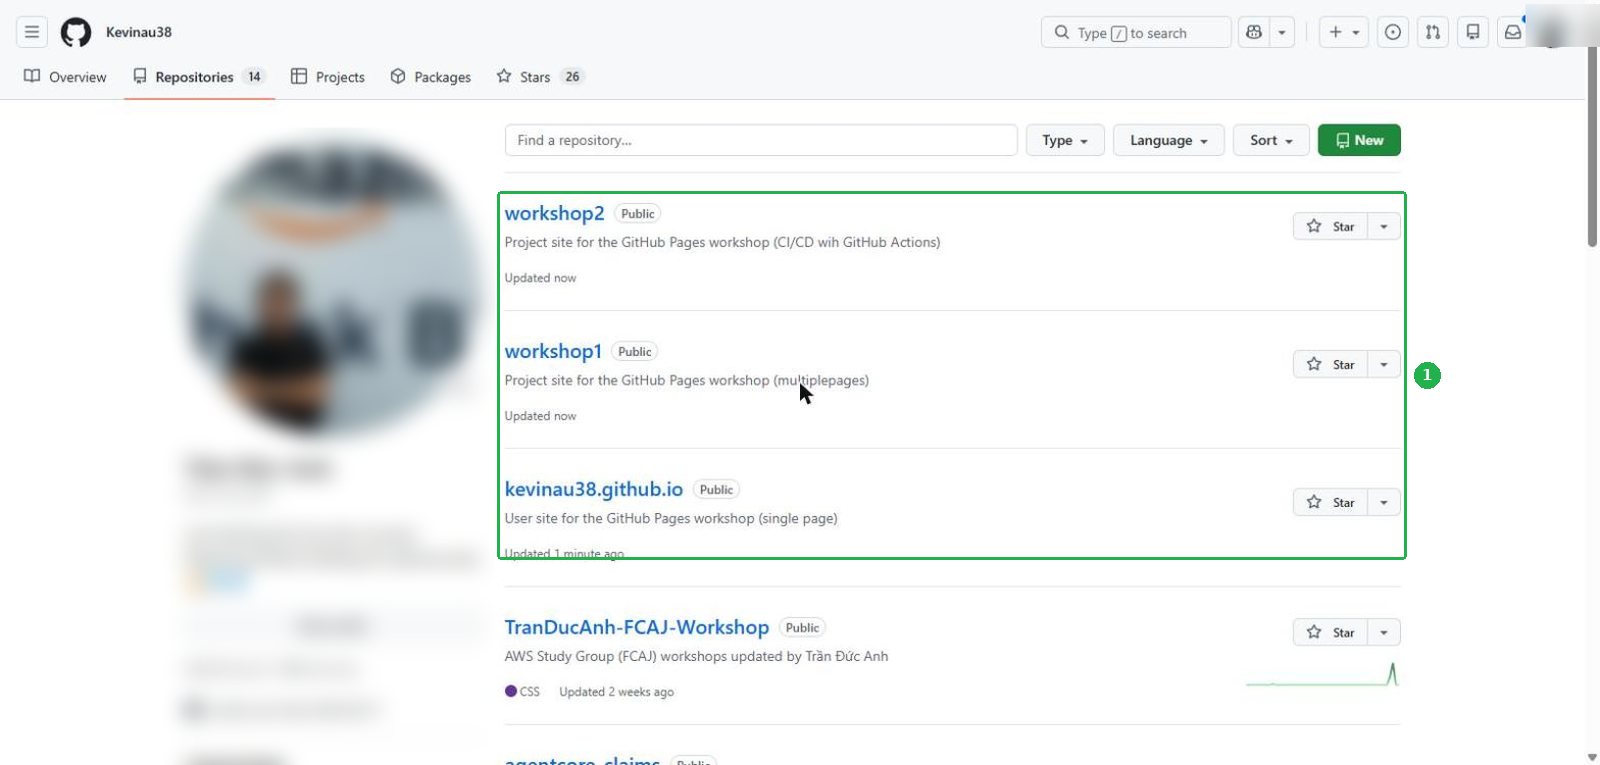 Kevinau38
Type / to search
Overview
Repositories 14
Projects
Packages
Stars 26
Find a repository...
Type
Language
Sort
New
workshop2 Public
Star
Project site for the GitHub Pages workshop (CI/CD wih GitHub Actions)
Updated now
workshop1 Public
Star
Project site for the GitHub Pages workshop (multiplepages)
Updated now
1
kevinau38.github.io Public
Star
User site for the GitHub Pages workshop (single page)
Updated 1 minute ago
TranDucAnh-FCAJ-Workshop Public
Star
AWS Study Group (FCAJ) workshops updated by Trần Đức Anh
CSS Updated 2 weeks ago
agentcore_claims Public